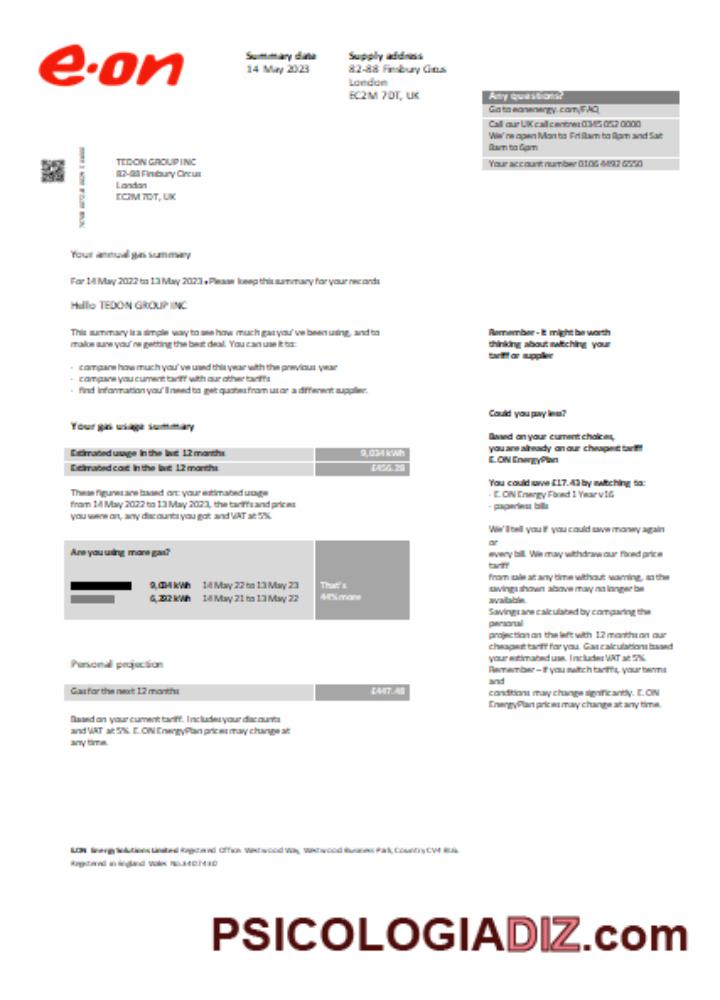 e·on
Summary date
14 May 2023
Supply address
82-88 Finsbury Circus
London
EC2M 7DT, UK
Any questions?
Go to eonenergy.com/FAQ
Call our UK call centres 0345 052 0000
We're open Mon to Fri 8am to 8pm and Sat
8am to 6pm
Your account number 0106 4492 6550
TEDON GROUP INC
82-88 Finsbury Circus
London
EC2M 7DT, UK
Your annual gas summary
For 14 May 2022 to 13 May 2023 • Please keep this summary for your records
Hello TEDON GROUP INC
This summary is a simple way to see how much gas you've been using, and to
make sure you're getting the best deal. You can use it to:
- compare how much you've used this year with the previous year
- compare you current tariff with our other tariffs
- find information you'll need to get quotes from us or a different supplier.
Your gas usage summary
Estimated usage in the last 12 months 9,034 kWh
Estimated cost in the last 12 months £456.28
These figures are based on: your estimated usage
from 14 May 2022 to 13 May 2023, the tariffs and prices
you were on, any discounts you got and VAT at 5%.
Are you using more gas?
9,034 kWh 14 May 22 to 13 May 23
6,292 kWh 14 May 21 to 13 May 22
That's
44% more
Personal projection
Gas for the next 12 months £447.48
Based on your current tariff. Includes your discounts
and VAT at 5%. E.ON EnergyPlan prices may change at
any time.
Remember - it might be worth
thinking about switching your
tariff or supplier
Could you pay less?
Based on your current choices,
you are already on our cheapest tariff
E.ON EnergyPlan
You could save £17.43 by switching to:
- E.ON Energy Fixed 1 Year v16
- paperless bills
We'll tell you if you could save money again
or
every bill. We may withdraw our fixed price
tariff
from sale at any time without warning, so the
savings shown above may no longer be
available.
Savings are calculated by comparing the
personal
projection on the left with 12 months on our
cheapest tariff for you. Gas calculations based
your estimated use. Includes VAT at 5%.
Remember – if you switch tariffs, your terms
and
conditions may change significantly. E.ON
EnergyPlan prices may change at any time.
E.ON Energy Solutions Limited Registered Office Westwood Way, Westwood Business Park, Country CV4 8LG.
Registered in England Wales No.3407430
PSICOLOGIADIZ.com